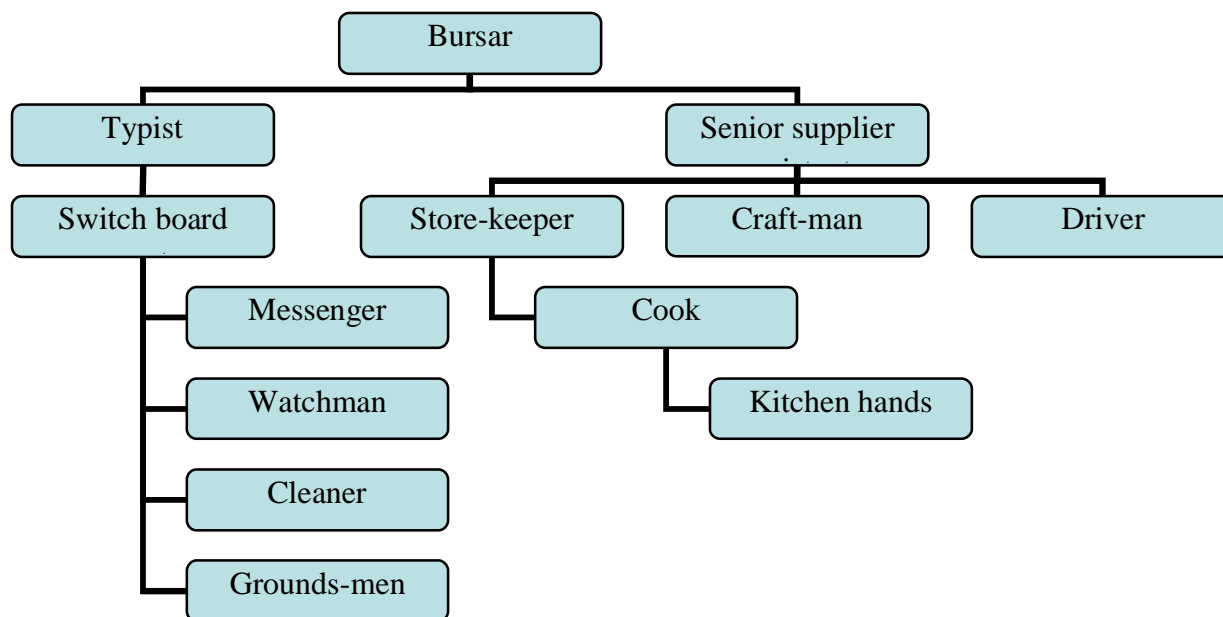 Bursar
Typist
Senior supplier
Switch board
Store-keeper
Craft-man
Driver
Messenger
Cook
Watchman
Kitchen hands
Cleaner
Grounds-men